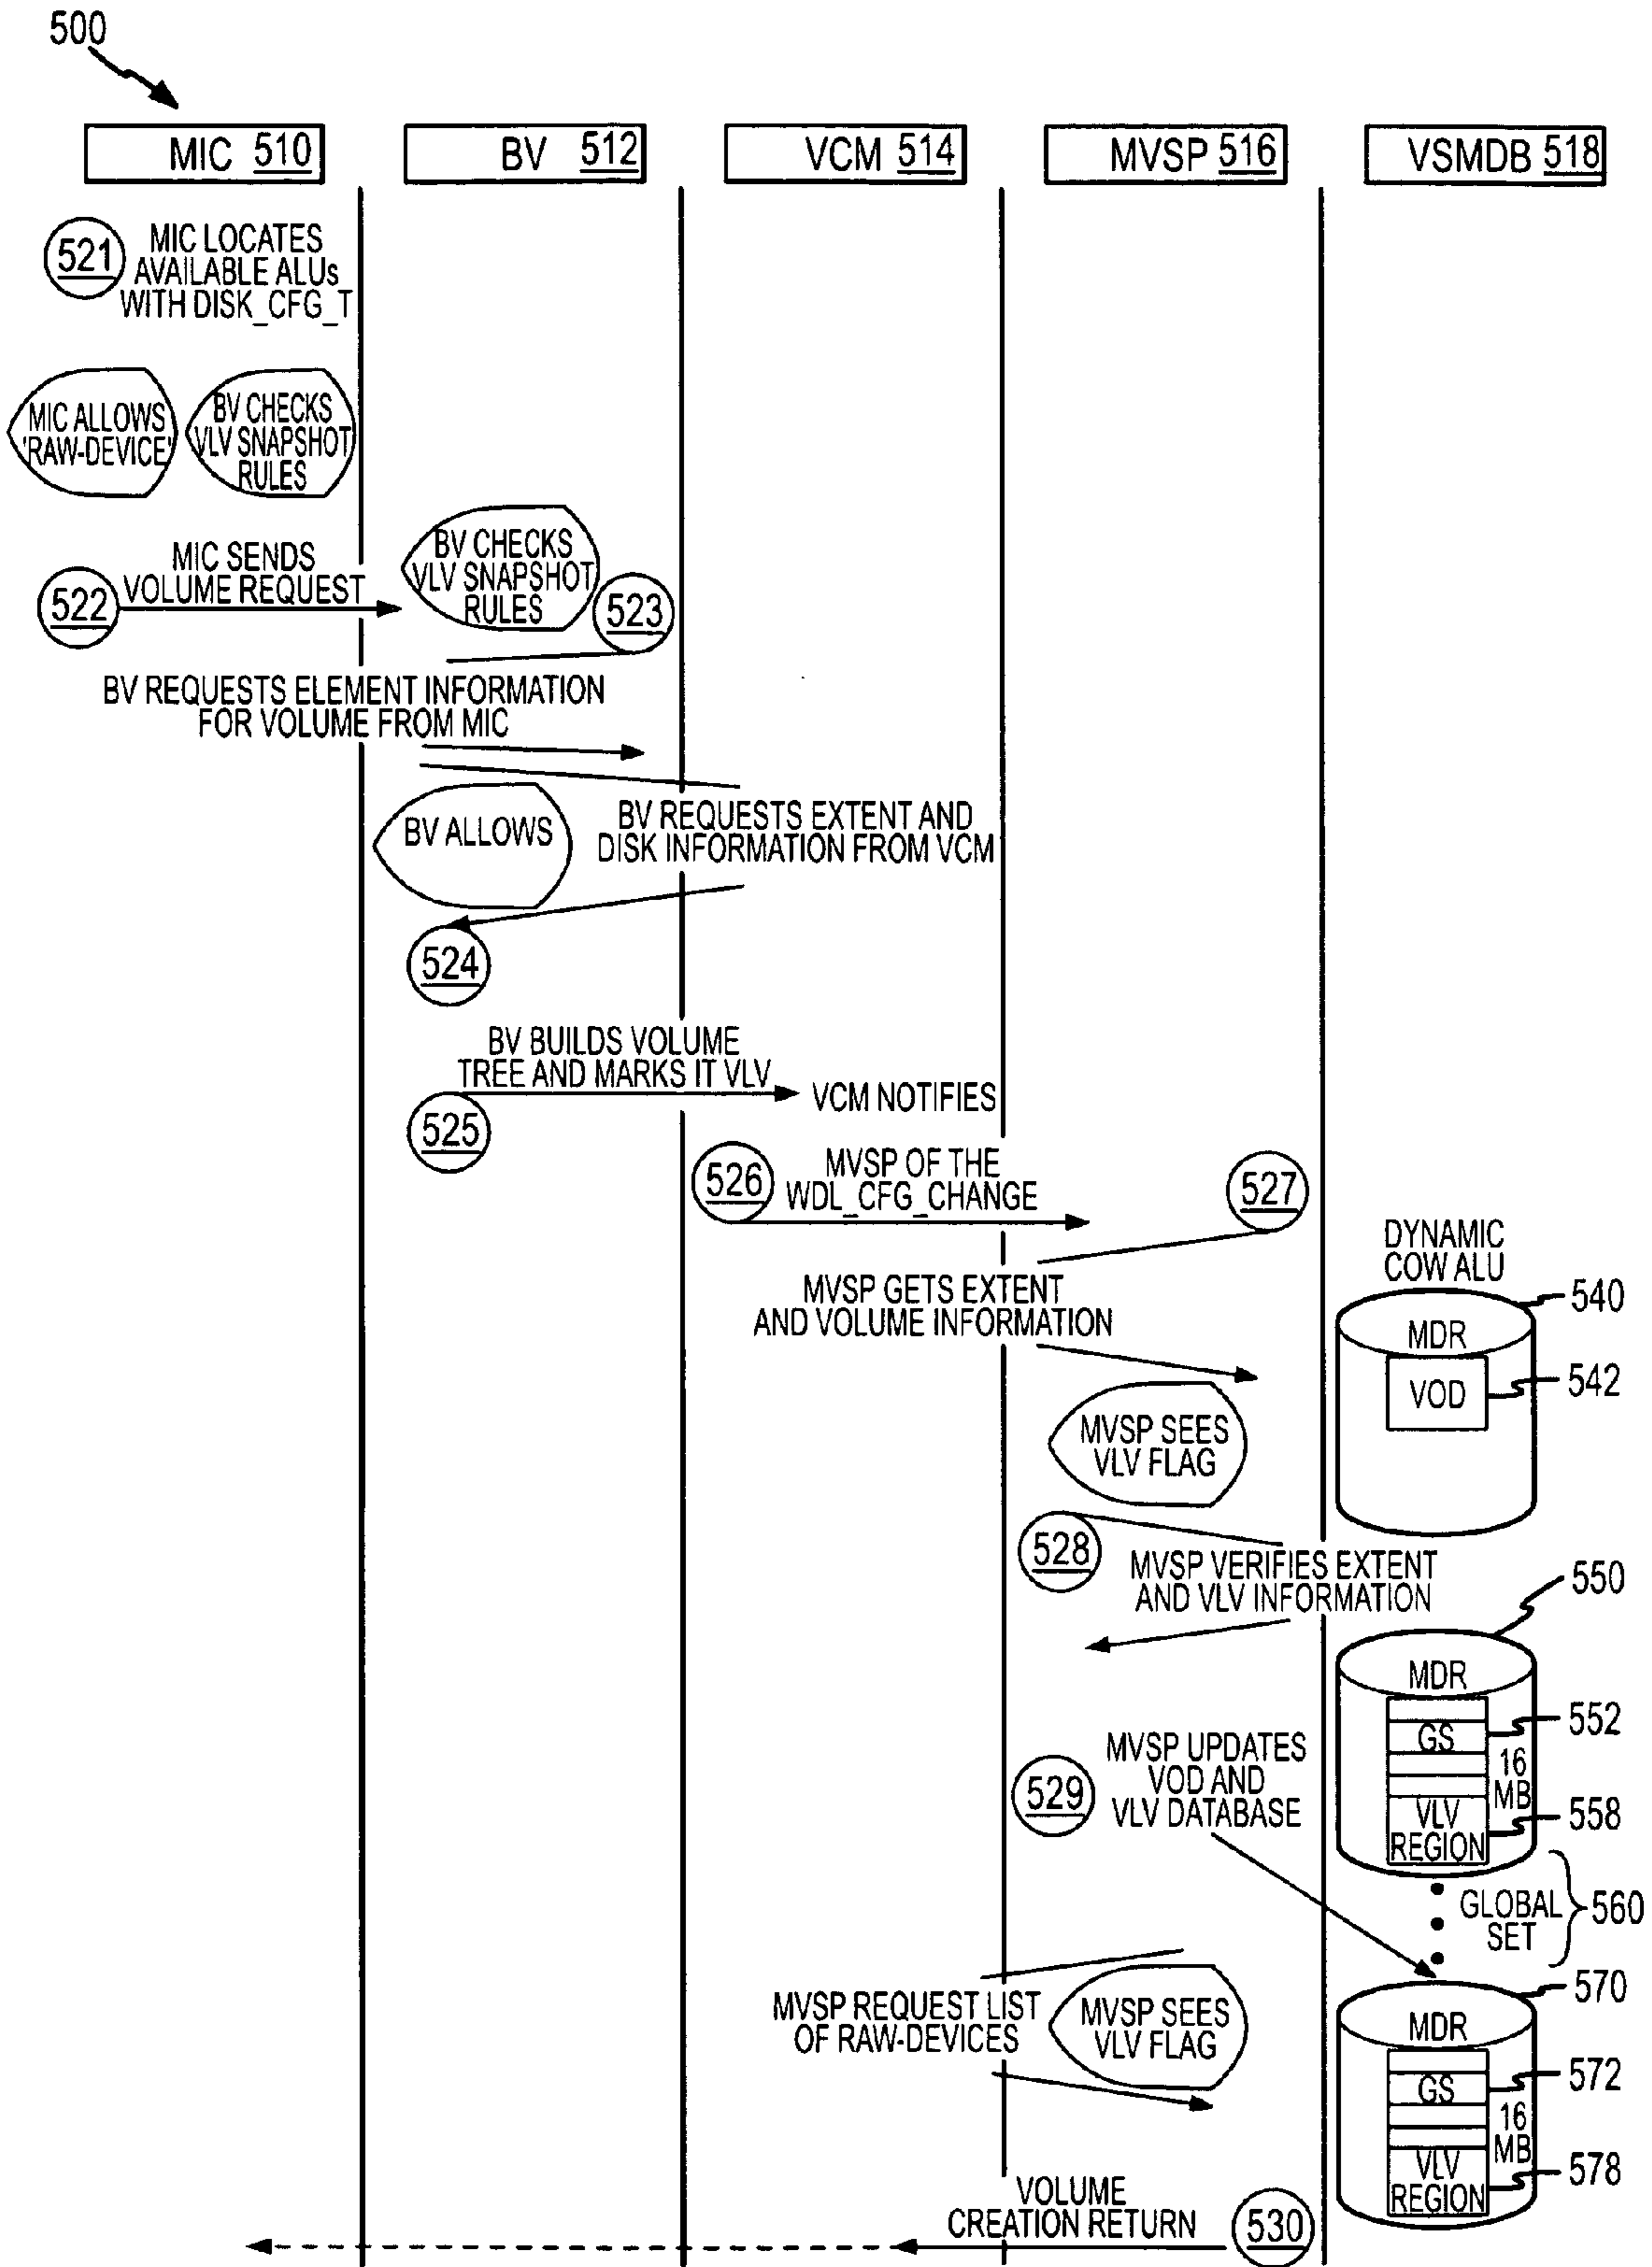 500
MIC 510
BV 512
VCM 514
MVSP 516
VSMDB 518
521
MIC LOCATES
AVAILABLE ALUs
WITH DISK_CFG_T
MIC ALLOWS
'RAW-DEVICE'
BV CHECKS
VLV SNAPSHOT
RULES
522
MIC SENDS
VOLUME REQUEST
BV CHECKS
VLV SNAPSHOT
RULES
523
BV REQUESTS ELEMENT INFORMATION
FOR VOLUME FROM MIC
BV ALLOWS
BV REQUESTS EXTENT AND
DISK INFORMATION FROM VCM
524
BV BUILDS VOLUME
TREE AND MARKS IT VLV
525
VCM NOTIFIES
526
MVSP OF THE
WDL_CFG_CHANGE
527
MVSP GETS EXTENT
AND VOLUME INFORMATION
DYNAMIC
COW ALU
540
MDR
VOD
542
MVSP SEES
VLV FLAG
528
MVSP VERIFIES EXTENT
AND VLV INFORMATION
550
MDR
GS
552
16
MB
VLV
REGION
558
529
MVSP UPDATES
VOD AND
VLV DATABASE
GLOBAL
SET
560
MVSP REQUEST LIST
OF RAW-DEVICES
MVSP SEES
VLV FLAG
570
MDR
GS
572
16
MB
VLV
REGION
578
VOLUME
CREATION RETURN
530